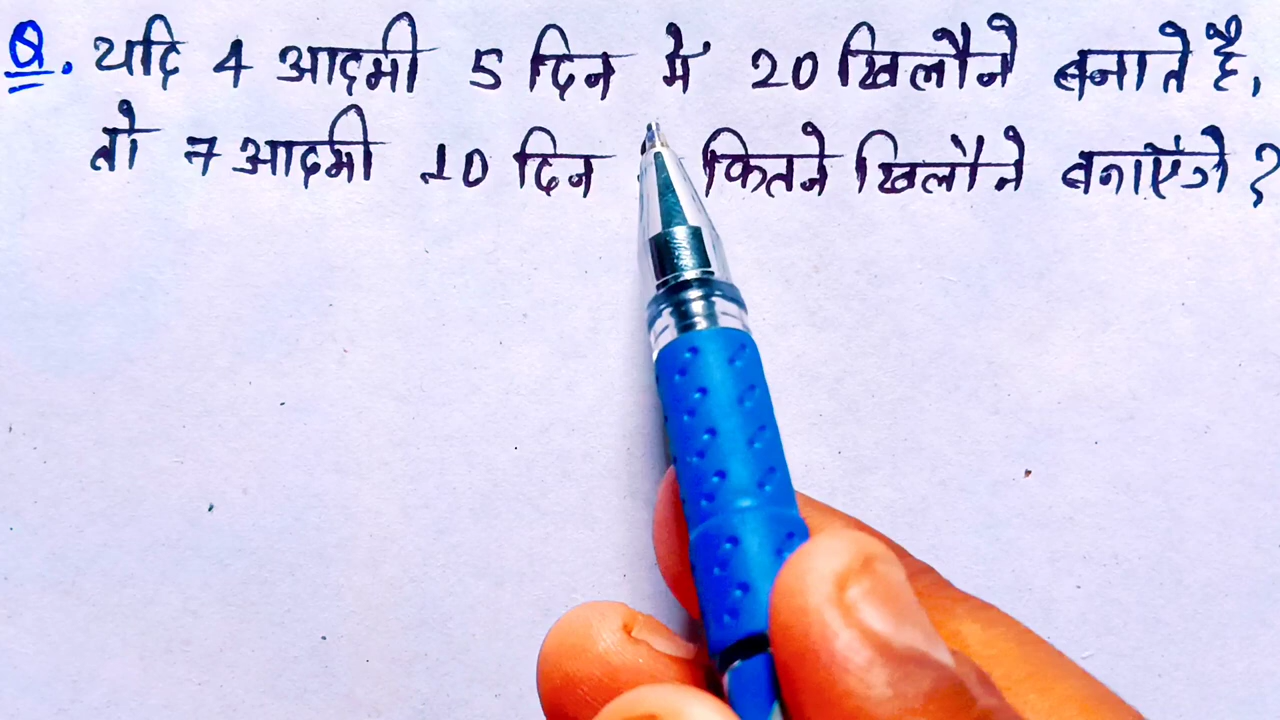 Q. यदि 4 आदमी 5 दिन में 20 खिलौने बनाते है,
तो 7 आदमी 10 दिन कितने खिलौने बनाएंगे ?